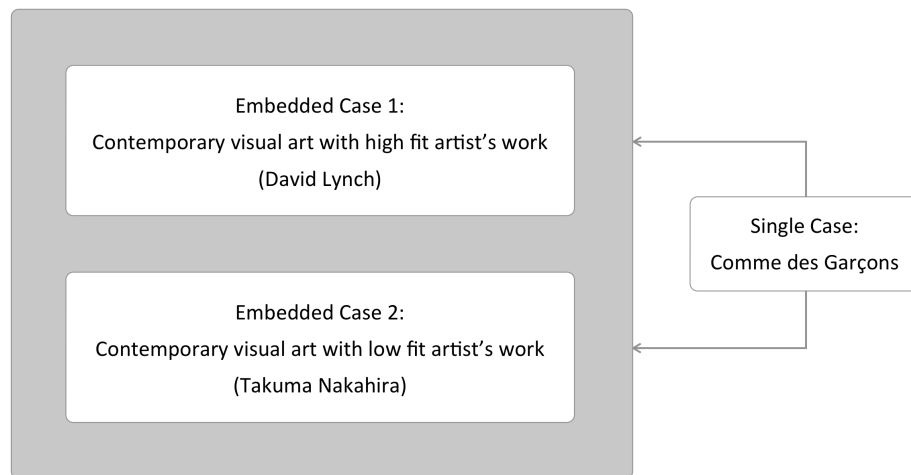 Embedded Case 1:
Contemporary visual art with high fit artist’s work
(David Lynch)
Single Case:
Comme des Garçons
Embedded Case 2:
Contemporary visual art with low fit artist’s work
(Takuma Nakahira)